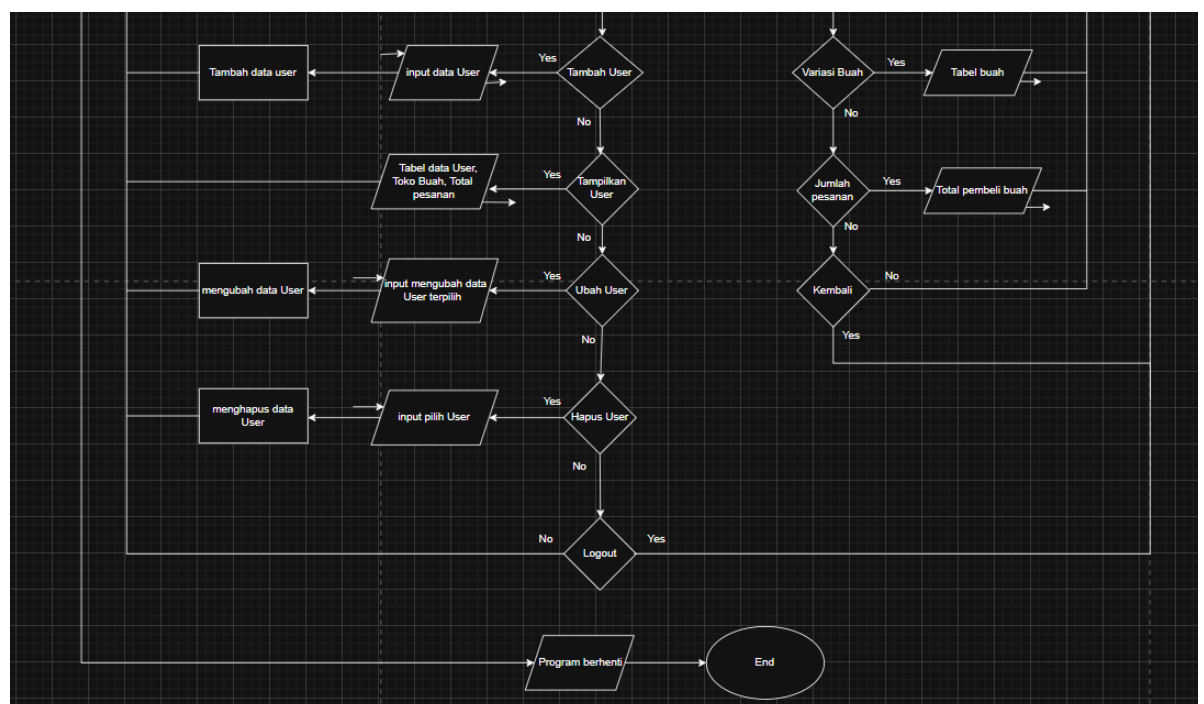 Tambah data user
input data User
Yes
Tambah User
No
Variasi Buah
Yes
Tabel buah
No
Tabel data User,
Toko Buah, Total
pesanan
Yes
Tampilkan
User
No
Jumlah
pesanan
Yes
Total pembeli buah
No
mengubah data User
input mengubah data
User terpilih
Yes
Ubah User
No
Kembali
No
Yes
menghapus data
User
input pilih User
Yes
Hapus User
No
No
Logout
Yes
Program berhenti
End